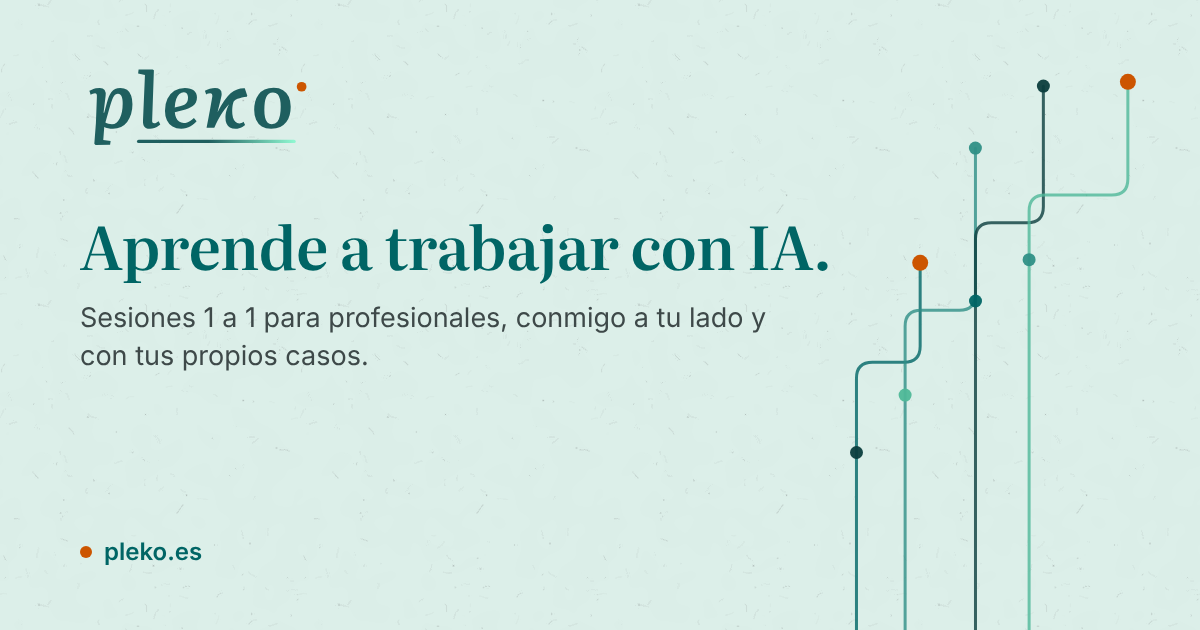 pleko
Aprende a trabajar con IA.
Sesiones 1 a 1 para profesionales, conmigo a tu lado y
con tus propios casos.
pleko.es